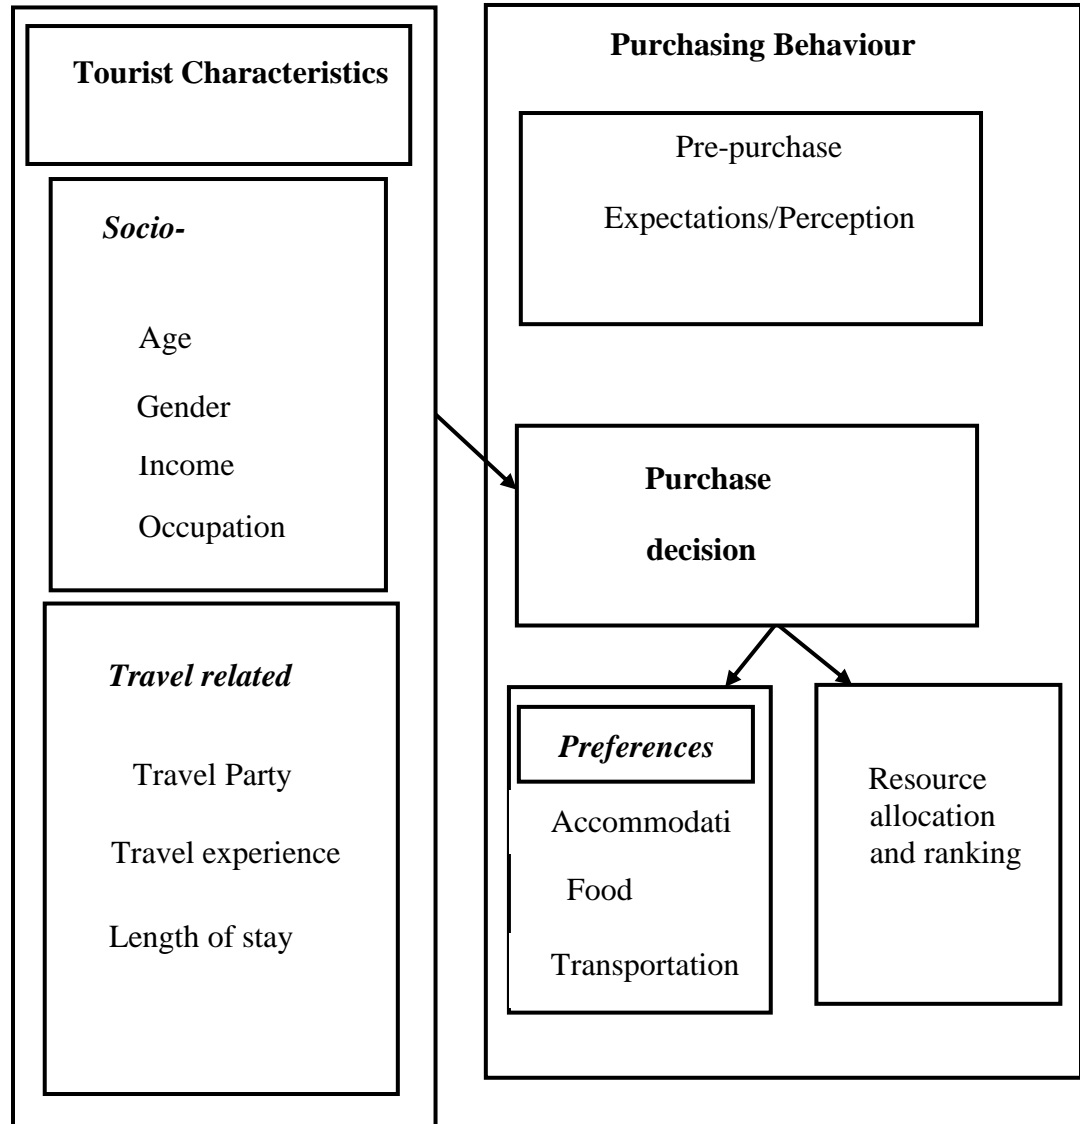 Tourist Characteristics
Socio-
Age
Gender
Income
Occupation
Travel related
Travel Party
Travel experience
Length of stay
Purchasing Behaviour
Pre-purchase
Expectations/Perception
Purchase
decision
Preferences
Accommodati
Food
Transportation
Resource
allocation
and ranking